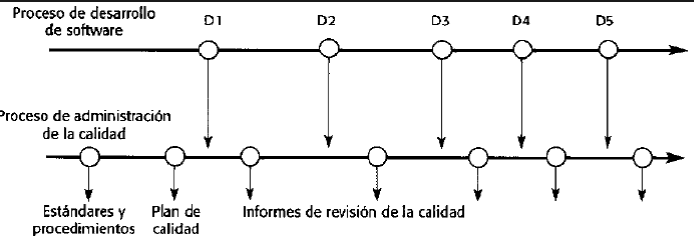 Proceso de desarrollo
de software
D1
D2
D3
D4
D5
Proceso de administración
de la calidad
Estándares y
procedimientos
Plan de
calidad
Informes de revisión de la calidad